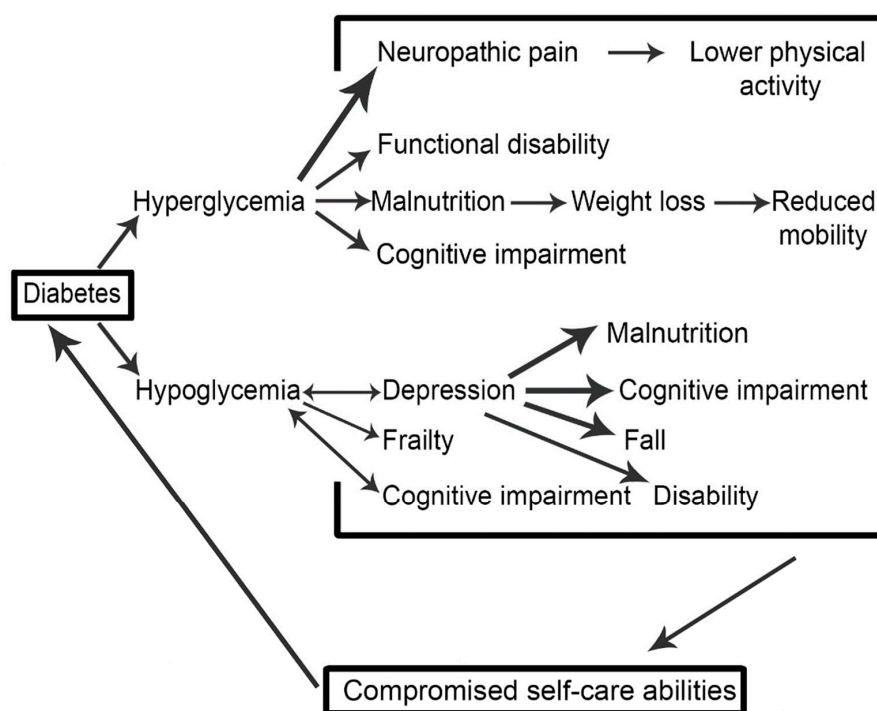 Neuropathic pain
Lower physical
activity
Functional disability
Hyperglycemia
Malnutrition
Weight loss
Reduced
mobility
Cognitive impairment
Diabetes
Malnutrition
Hypoglycemia
Depression
Cognitive impairment
Frailty
Fall
Cognitive impairment
Disability
Compromised self-care abilities